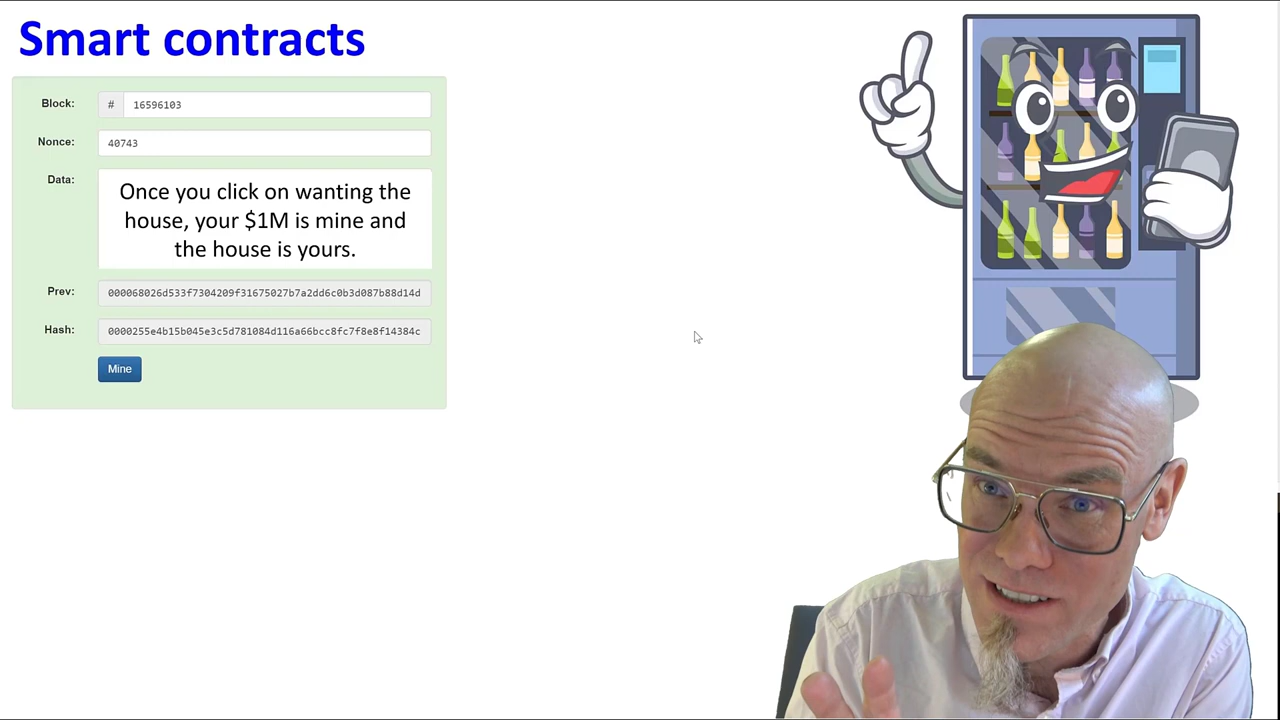 Smart contracts
Block: # 16596103
Nonce: 40743
Data: Once you click on wanting the
house, your $1M is mine and
the house is yours.
Prev: 000068026d533f7304209f31675027b7a2dd6c0b3d087b88d14d
Hash: 0000255e4b15b045e3c5d781084d116a66bcc8fc7f8e8f14384c
Mine